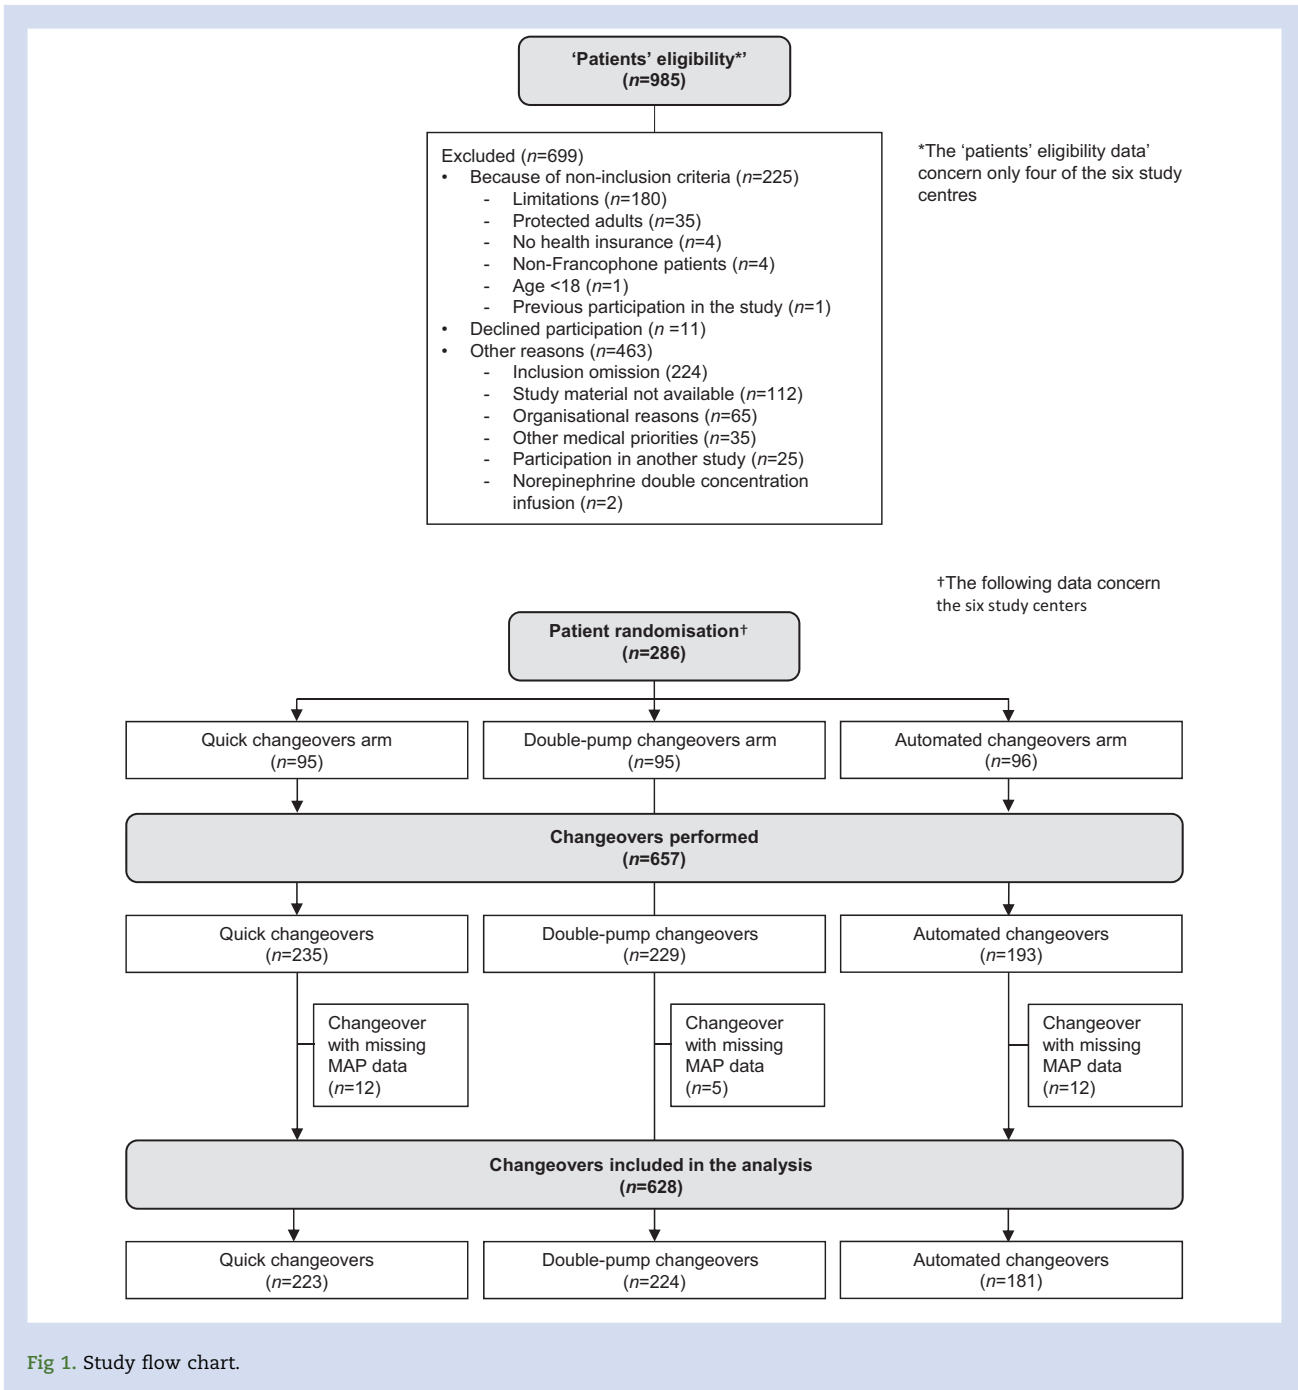 'Patients' eligibility*'
(n=985)
*The 'patients' eligibility data'
concern only four of the six study
centres
Excluded (n=699)
• Because of non-inclusion criteria (n=225)
- Limitations (n=180)
- Protected adults (n=35)
- No health insurance (n=4)
- Non-Francophone patients (n=4)
- Age <18 (n=1)
- Previous participation in the study (n=1)
• Declined participation (n =11)
• Other reasons (n=463)
- Inclusion omission (224)
- Study material not available (n=112)
- Organisational reasons (n=65)
- Other medical priorities (n=35)
- Participation in another study (n=25)
- Norepinephrine double concentration
infusion (n=2)
†The following data concern
the six study centers
Patient randomisation†
(n=286)
Quick changeovers arm
(n=95)
Double-pump changeovers arm
(n=95)
Automated changeovers arm
(n=96)
Changeovers performed
(n=657)
Quick changeovers
(n=235)
Double-pump changeovers
(n=229)
Automated changeovers
(n=193)
Changeover
with missing
MAP data
(n=12)
Changeover
with missing
MAP data
(n=5)
Changeover
with missing
MAP data
(n=12)
Changeovers included in the analysis
(n=628)
Quick changeovers
(n=223)
Double-pump changeovers
(n=224)
Automated changeovers
(n=181)
Fig 1. Study flow chart.